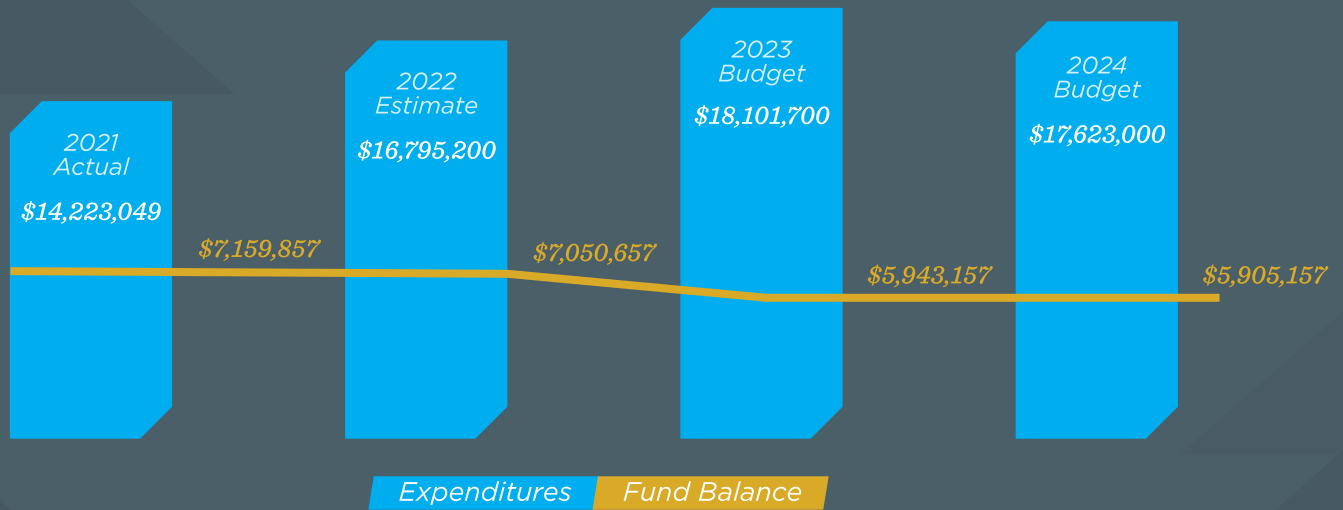 2021
Actual
$14,223,049
$7,159,857
2022
Estimate
$16,795,200
$7,050,657
2023
Budget
$18,101,700
$5,943,157
2024
Budget
$17,623,000
$5,905,157
Expenditures
Fund Balance